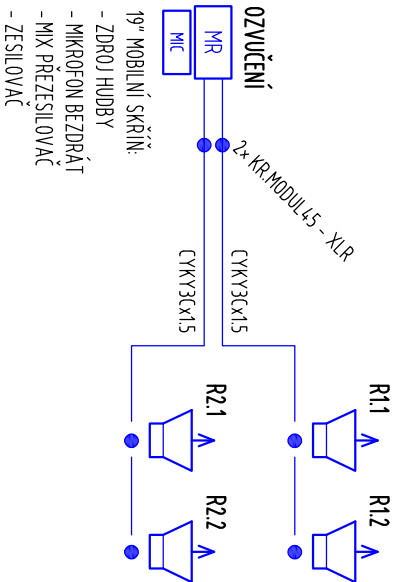 OZVUČENÍ
MR
MIC
2x KR.MODUL45 - XLR
CYKY3Cx1.5
CYKY3Cx1.5
R1.1
R1.2
R2.1
R2.2
19" MOBILNÍ SKŘÍŇ:
- ZDROJ HUDBY
- MIKROFON BEZDRÁT
- MIX PŘEZESILOVAČ
- ZESILOVAČ